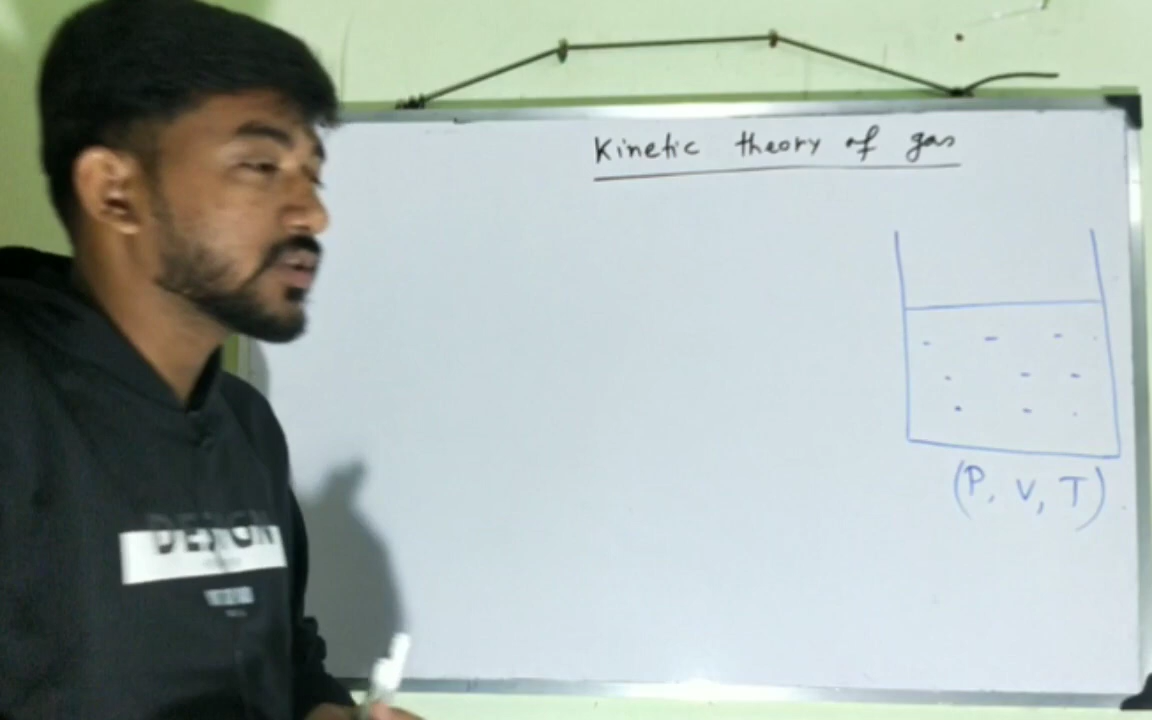 Kinetic theory of gas
(P, V, T)
DESIGN